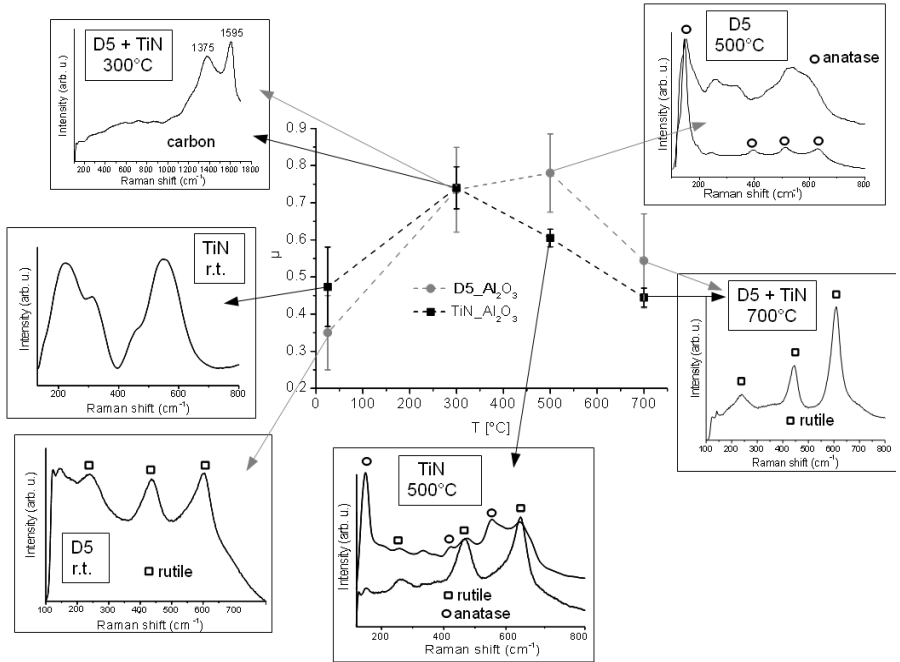 D5 + TiN
300°C
1375
1595
carbon
Intensity (arb. u.)
200 400 600 800 1000 1200 1400 1600 1800
Raman shift (cm⁻¹)
D5
500°C
anatase
Intensity (arb. u.)
200 400 600 800
Raman shift (cm⁻¹)
TiN
r.t.
Intensity (arb. u.)
200 400 600 800
Raman shift (cm⁻¹)
0.9
0.8
0.7
0.6
0.5
0.4
0.3
0.2
μ
D5_Al₂O₃
TiN_Al₂O₃
0 100 200 300 400 500 600 700
T [°C]
D5 + TiN
700°C
rutile
Intensity (arb. u.)
100 200 300 400 500 600 700 800
Raman shift (cm⁻¹)
D5
r.t.
rutile
Intensity (arb. u.)
100 200 300 400 500 600 700
Raman shift (cm⁻¹)
TiN
500°C
rutile
anatase
Intensity (arb. u.)
200 400 600 800
Raman shift (cm⁻¹)